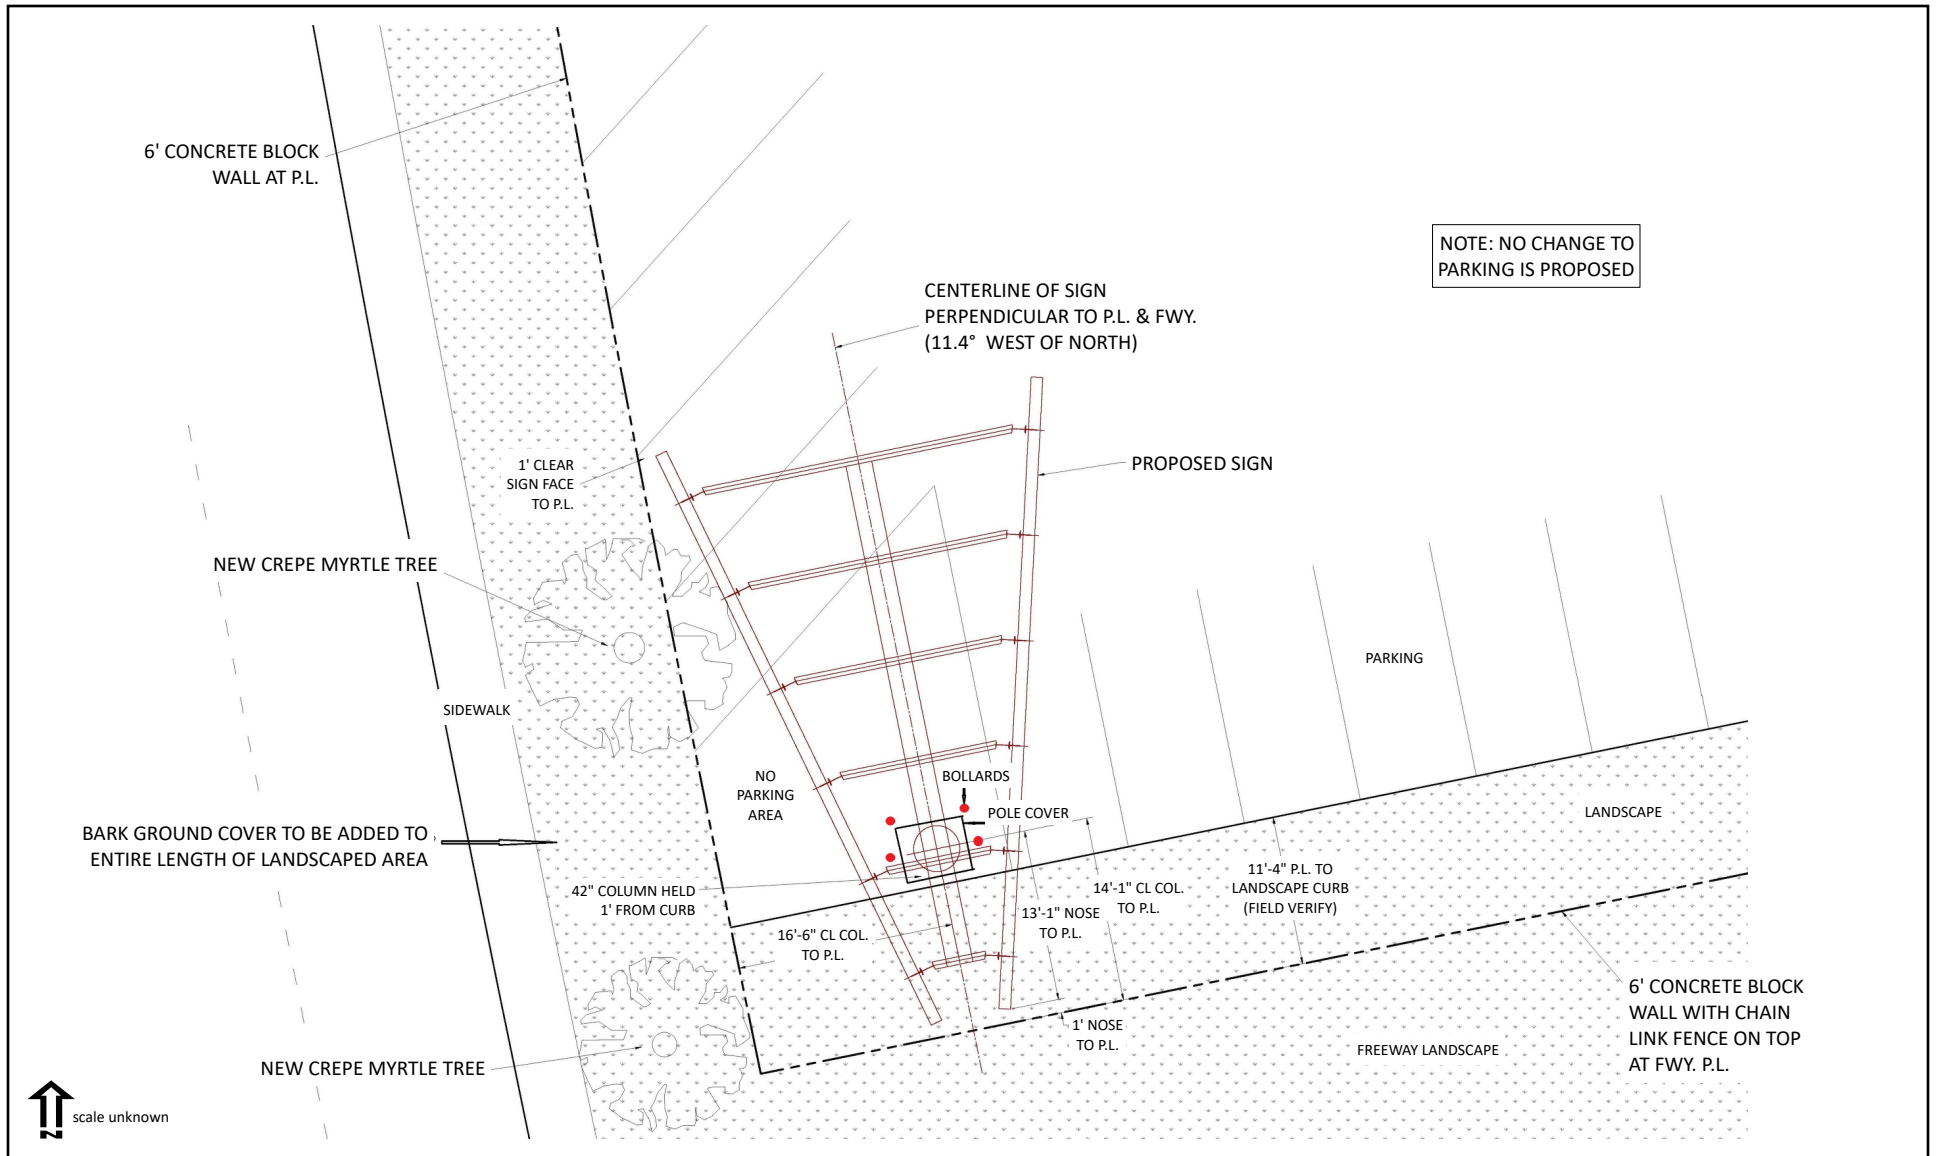 6' CONCRETE BLOCK
WALL AT P.L.
NOTE: NO CHANGE TO
PARKING IS PROPOSED
CENTERLINE OF SIGN
PERPENDICULAR TO P.L. & FWY.
(11.4° WEST OF NORTH)
1' CLEAR
SIGN FACE
TO P.L.
PROPOSED SIGN
NEW CREPE MYRTLE TREE
PARKING
SIDEWALK
NO
PARKING
AREA
BOLLARDS
POLE COVER
LANDSCAPE
BARK GROUND COVER TO BE ADDED TO
ENTIRE LENGTH OF LANDSCAPED AREA
42" COLUMN HELD
1' FROM CURB
14'-1" CL COL.
TO P.L.
11'-4" P.L. TO
LANDSCAPE CURB
(FIELD VERIFY)
13'-1" NOSE
TO P.L.
16'-6" CL COL.
TO P.L.
6' CONCRETE BLOCK
WALL WITH CHAIN
LINK FENCE ON TOP
AT FWY. P.L.
1' NOSE
TO P.L.
FREEWAY LANDSCAPE
NEW CREPE MYRTLE TREE
N
scale unknown